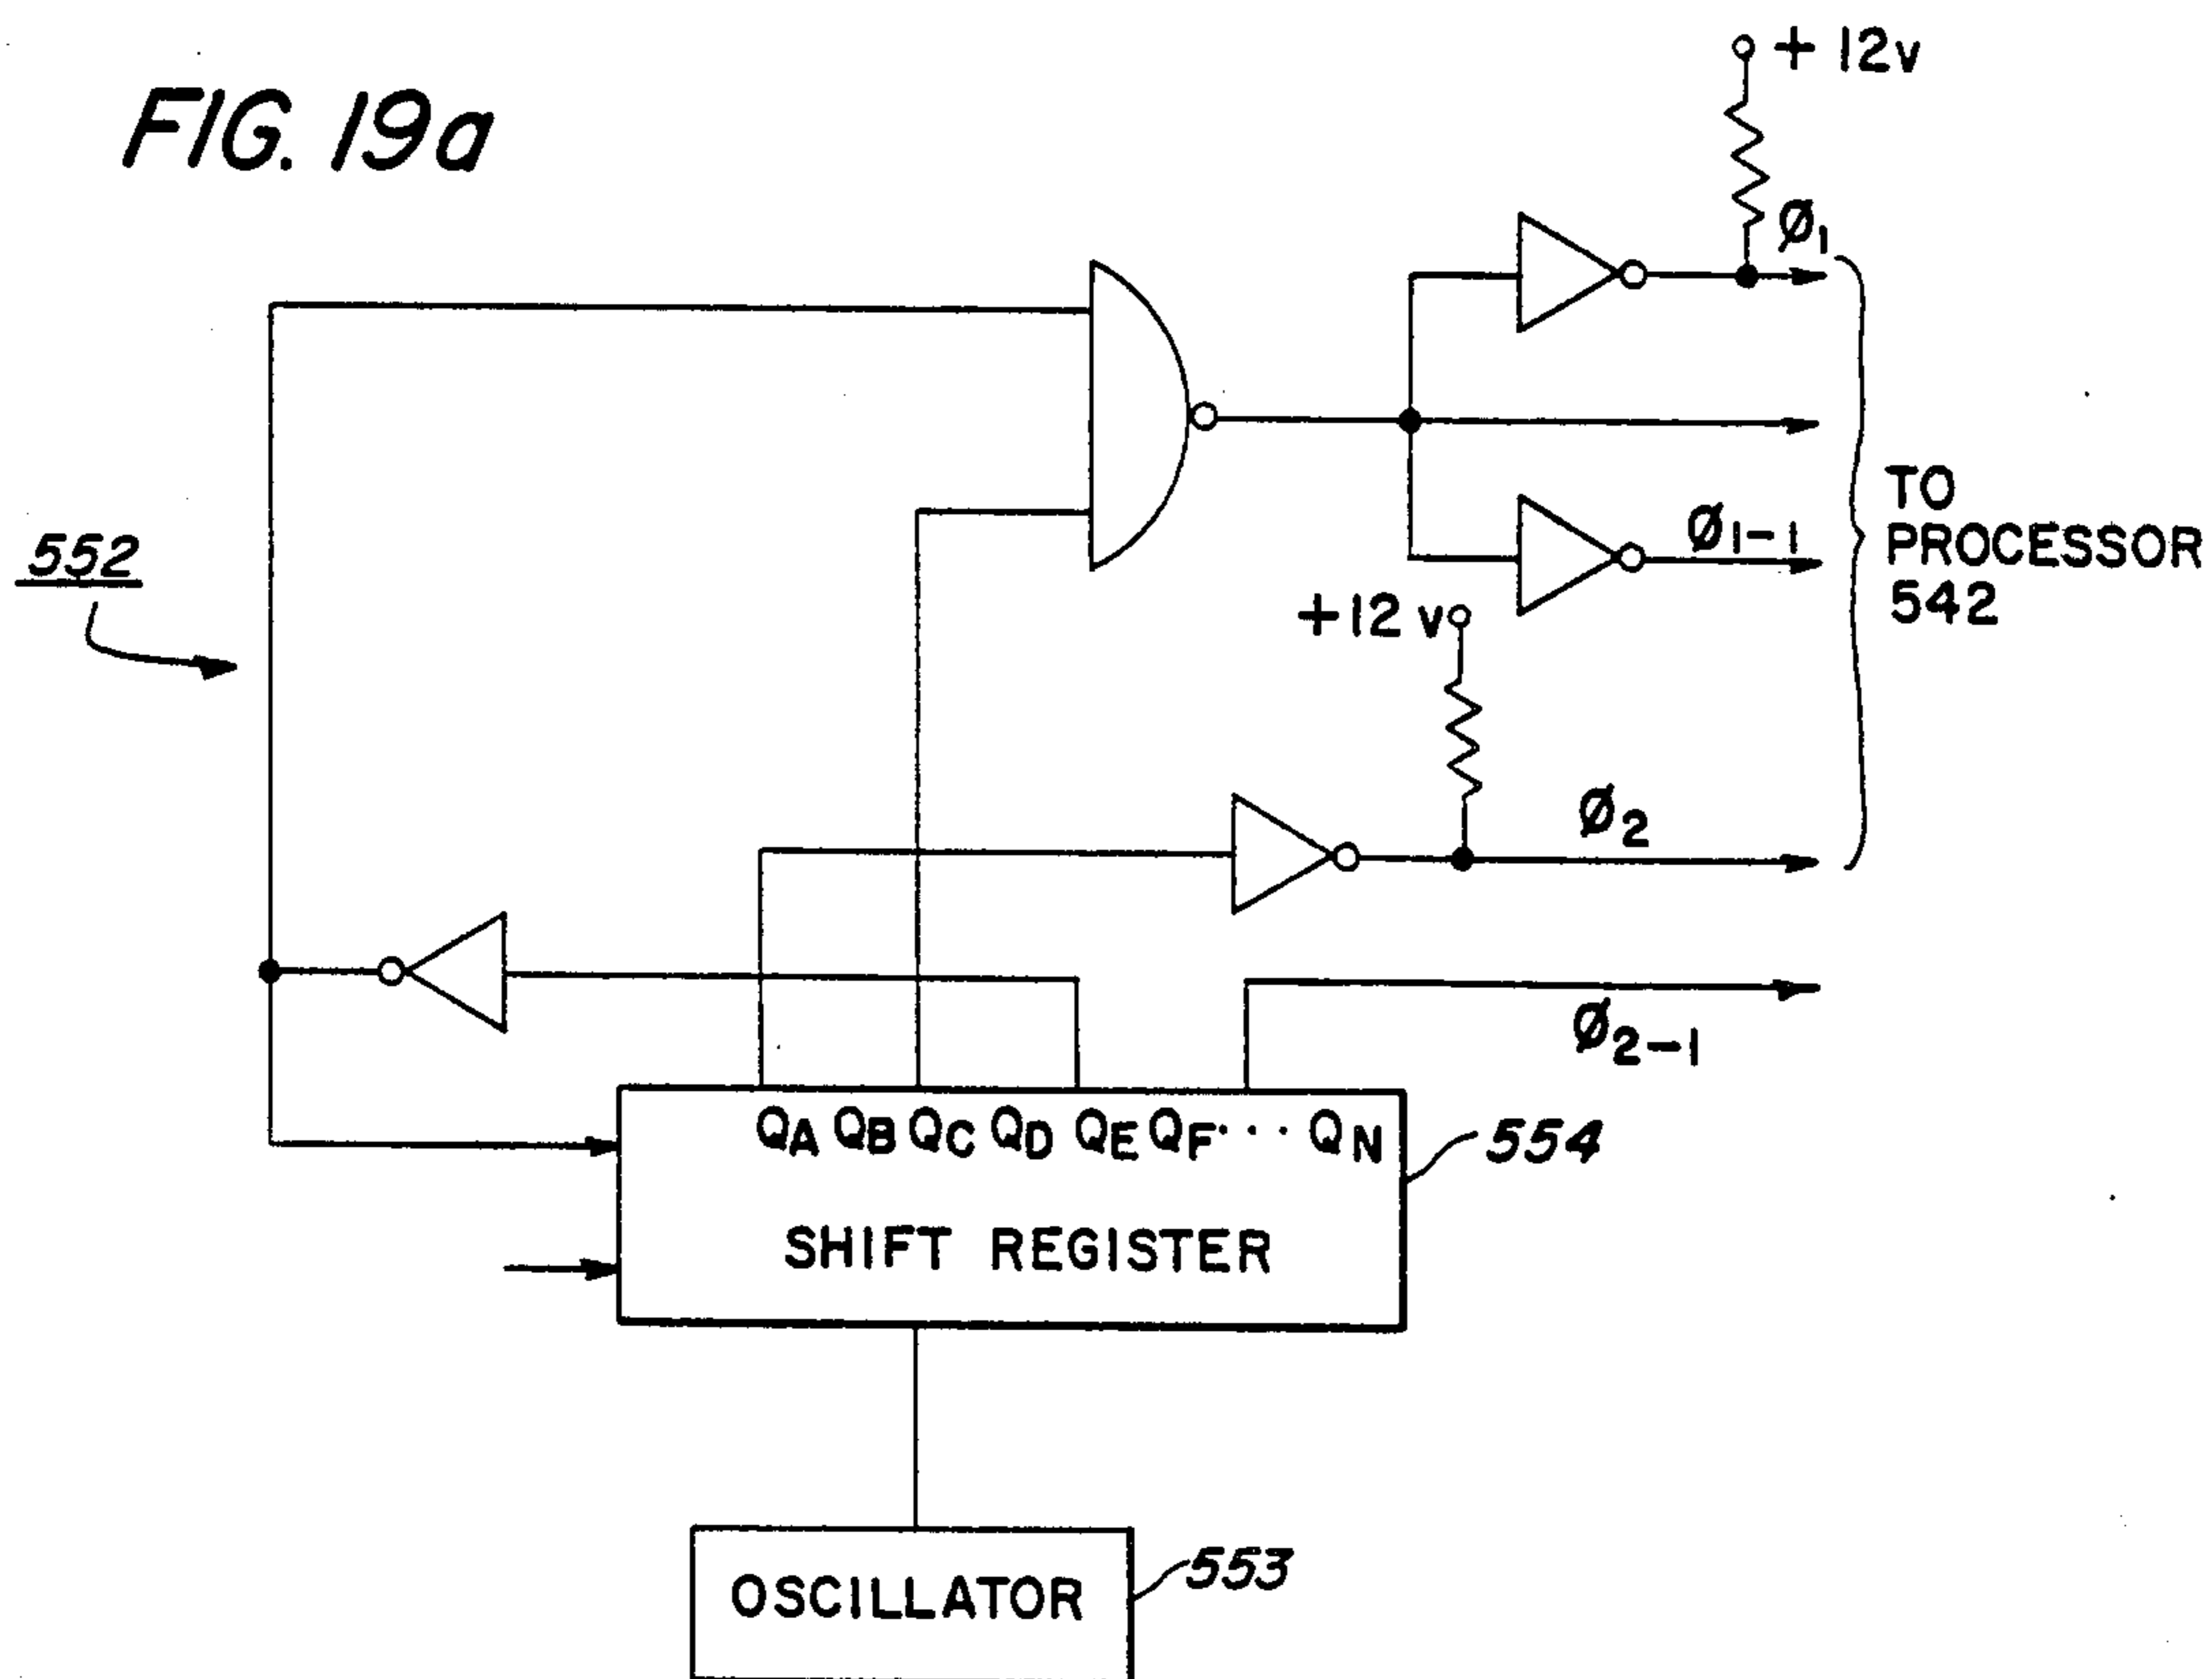 FIG. 19a
+ 12v
Ø1
552
Ø1-1
TO
PROCESSOR
542
+12 v
Ø2
Ø2-1
QA QB QC QD QE QF... QN
554
SHIFT REGISTER
553
OSCILLATOR